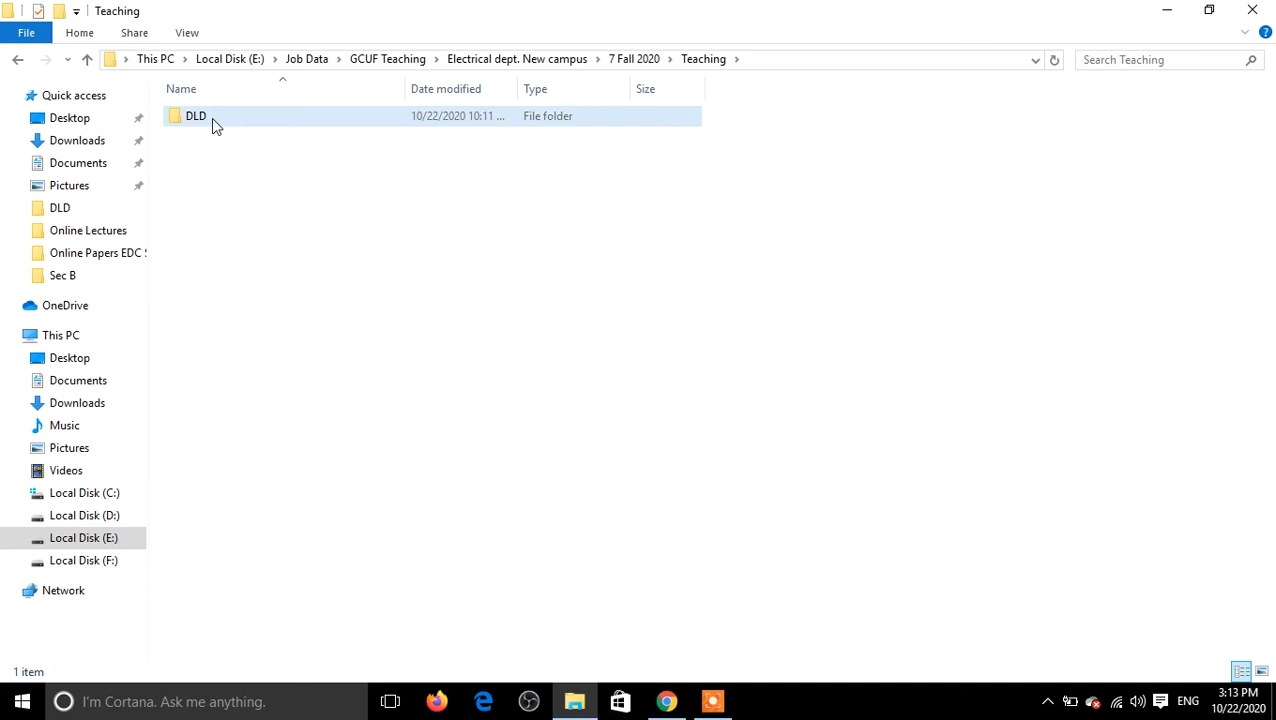 Teaching
File Home Share View
This PC Local Disk (E:) Job Data GCUF Teaching Electrical dept. New campus 7 Fall 2020 Teaching Search Teaching
Name Date modified Type Size
DLD 10/22/2020 10:11 ... File folder
Quick access
Desktop
Downloads
Documents
Pictures
DLD
Online Lectures
Online Papers EDC
Sec B
OneDrive
This PC
Desktop
Documents
Downloads
Music
Pictures
Videos
Local Disk (C:)
Local Disk (D:)
Local Disk (E:)
Local Disk (F:)
Network
1 item
I'm Cortana. Ask me anything.
ENG
3:13 PM
10/22/2020